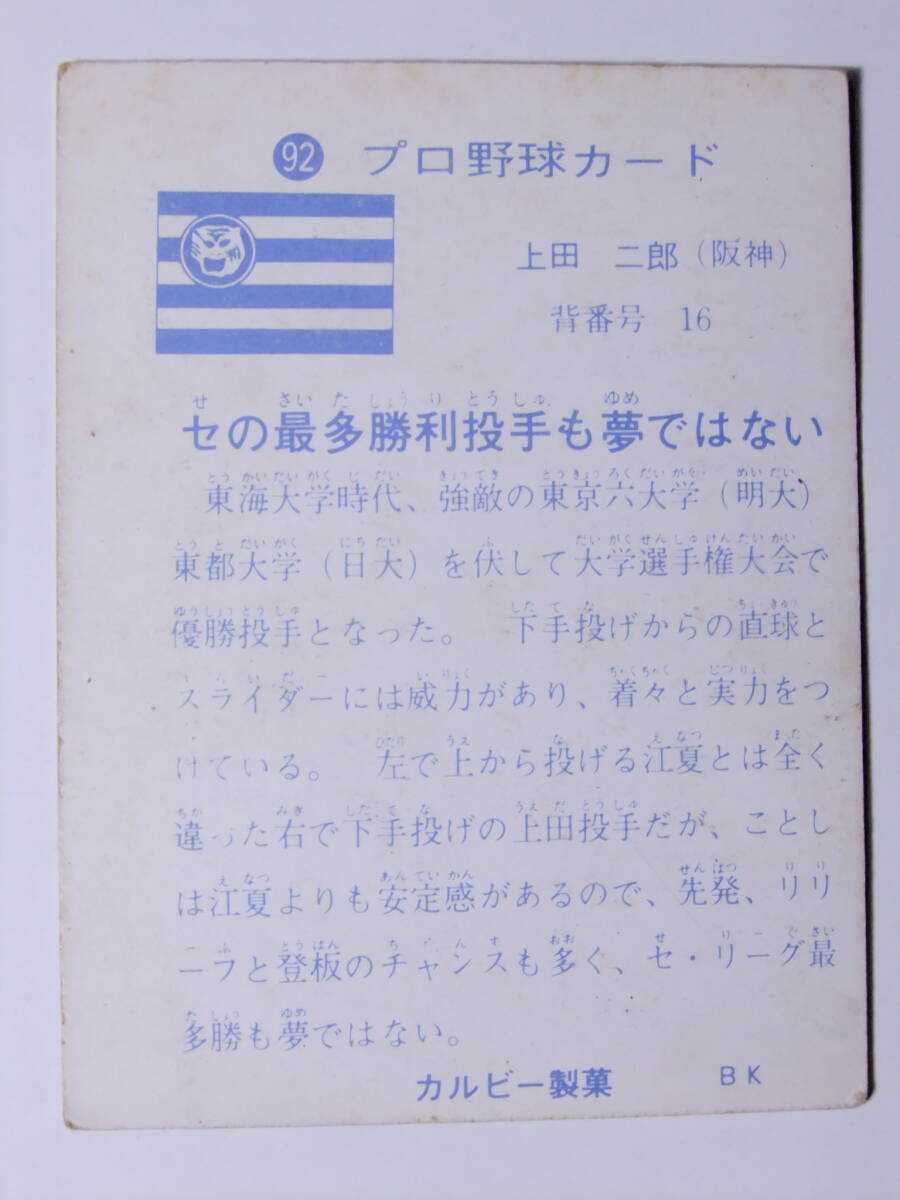 92 プロ野球カード
上田 二郎(阪神)
背番号 16
セの最多勝利投手も夢ではない
東海大学時代、強敵の東京六大学(明大)
東都大学(日大)を伏して大学選手権大会で
優勝投手となった。 下手投げからの直球と
スライダーには威力があり、着々と実力をつ
けている。 左で上から投げる江夏とは全く
違った右で下手投げの上田投手だが、ことし
は江夏よりも安定感があるので、先発、リリ
ーフと登板のチャンスも多く、セ・リーグ最
多勝も夢ではない。
カルビー製菓 BK